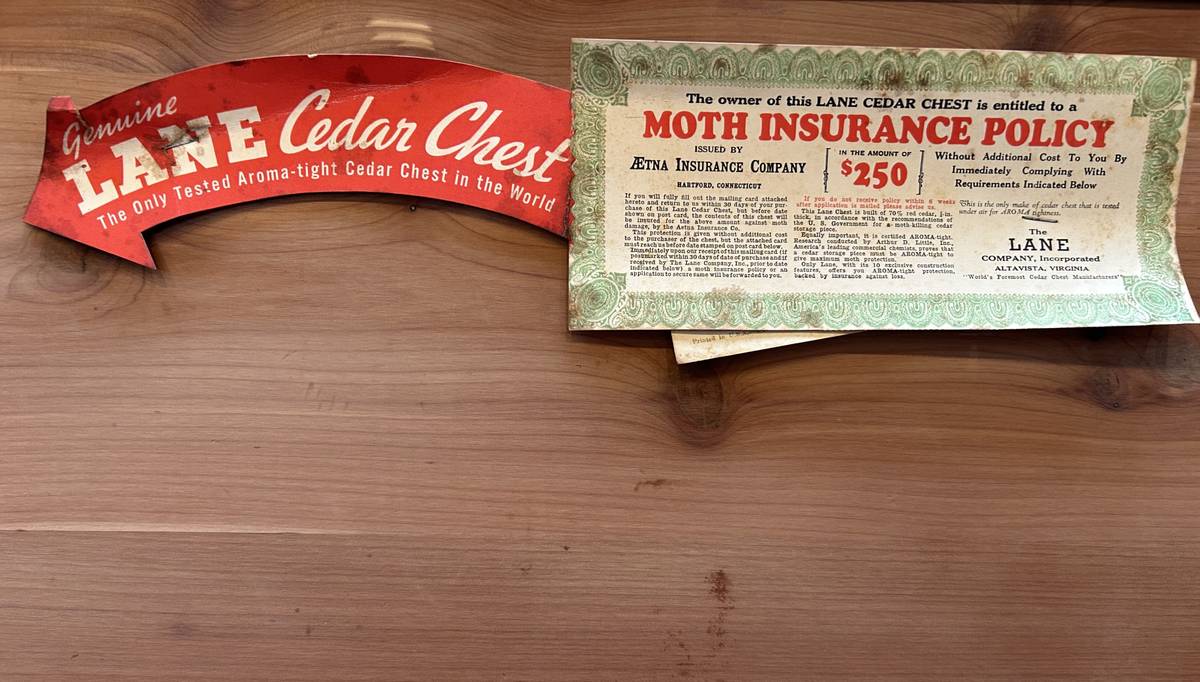 Genuine
LANE Cedar Chest
The Only Tested Aroma-tight Cedar Chest in the World
The owner of this LANE CEDAR CHEST is entitled to a
MOTH INSURANCE POLICY
ISSUED BY
ÆTNA INSURANCE COMPANY
HARTFORD, CONNECTICUT
IN THE AMOUNT OF
$250
Without Additional Cost To You By
Immediately Complying With
Requirements Indicated Below
If you will fully fill out the mailing card attached
hereto and return to us within 30 days of your pur-
chase of this Lane Cedar Chest, but before date
shown on post card, the contents of this chest will
be insured for the above amount against moth
damage, by the Aetna Insurance Co.
This protection is given without additional cost
to the purchaser of the chest, but the attached card
must reach us before date stamped on post card below.
Immediately upon our receipt of this mailing card (if
postmarked within 30 days of date of purchase and if
received by The Lane Company, Inc., prior to date
indicated below) a moth insurance policy or an
application to secure same will be forwarded to you.
If you do not receive policy within 6 weeks
after application is mailed please advise us.
This Lane Chest is built of 70% red cedar, ¾-in.
thick, in accordance with the recommendations of
the U. S. Government for a moth-killing cedar
storage piece.
Equally important, it is certified AROMA-tight.
Research conducted by Arthur D. Little, Inc.,
America's leading commercial chemists, proves that
a cedar storage piece must be AROMA-tight to
give maximum moth protection.
Only Lane, with its 10 exclusive construction
features, offers you AROMA-tight protection,
backed by insurance against loss.
This is the only make of cedar chest that is tested
under air for AROMA tightness.
The
LANE
COMPANY, Incorporated
ALTAVISTA, VIRGINIA
"World's Foremost Cedar Chest Manufacturers"
Printed in U.S.A.